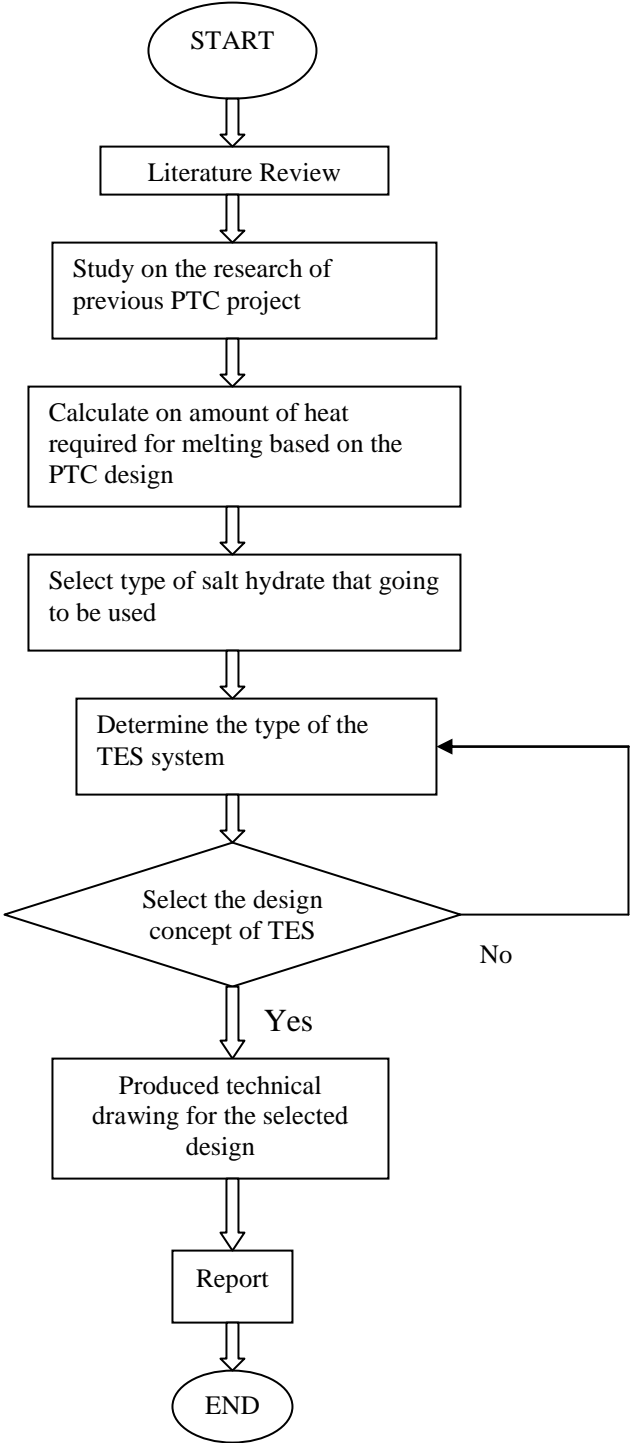 START
Literature Review
Study on the research of
previous PTC project
Calculate on amount of heat
required for melting based on the
PTC design
Select type of salt hydrate that going
to be used
Determine the type of the
TES system
Select the design
concept of TES
No
Yes
Produced technical
drawing for the selected
design
Report
END